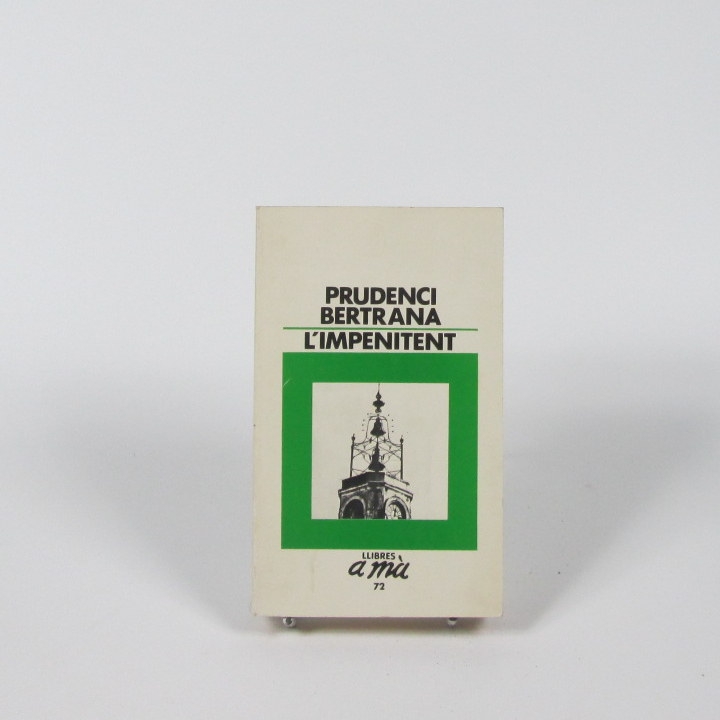 PRUDENCI
BERTRANA
L'IMPENITENT
LLIBRES
a mà
72